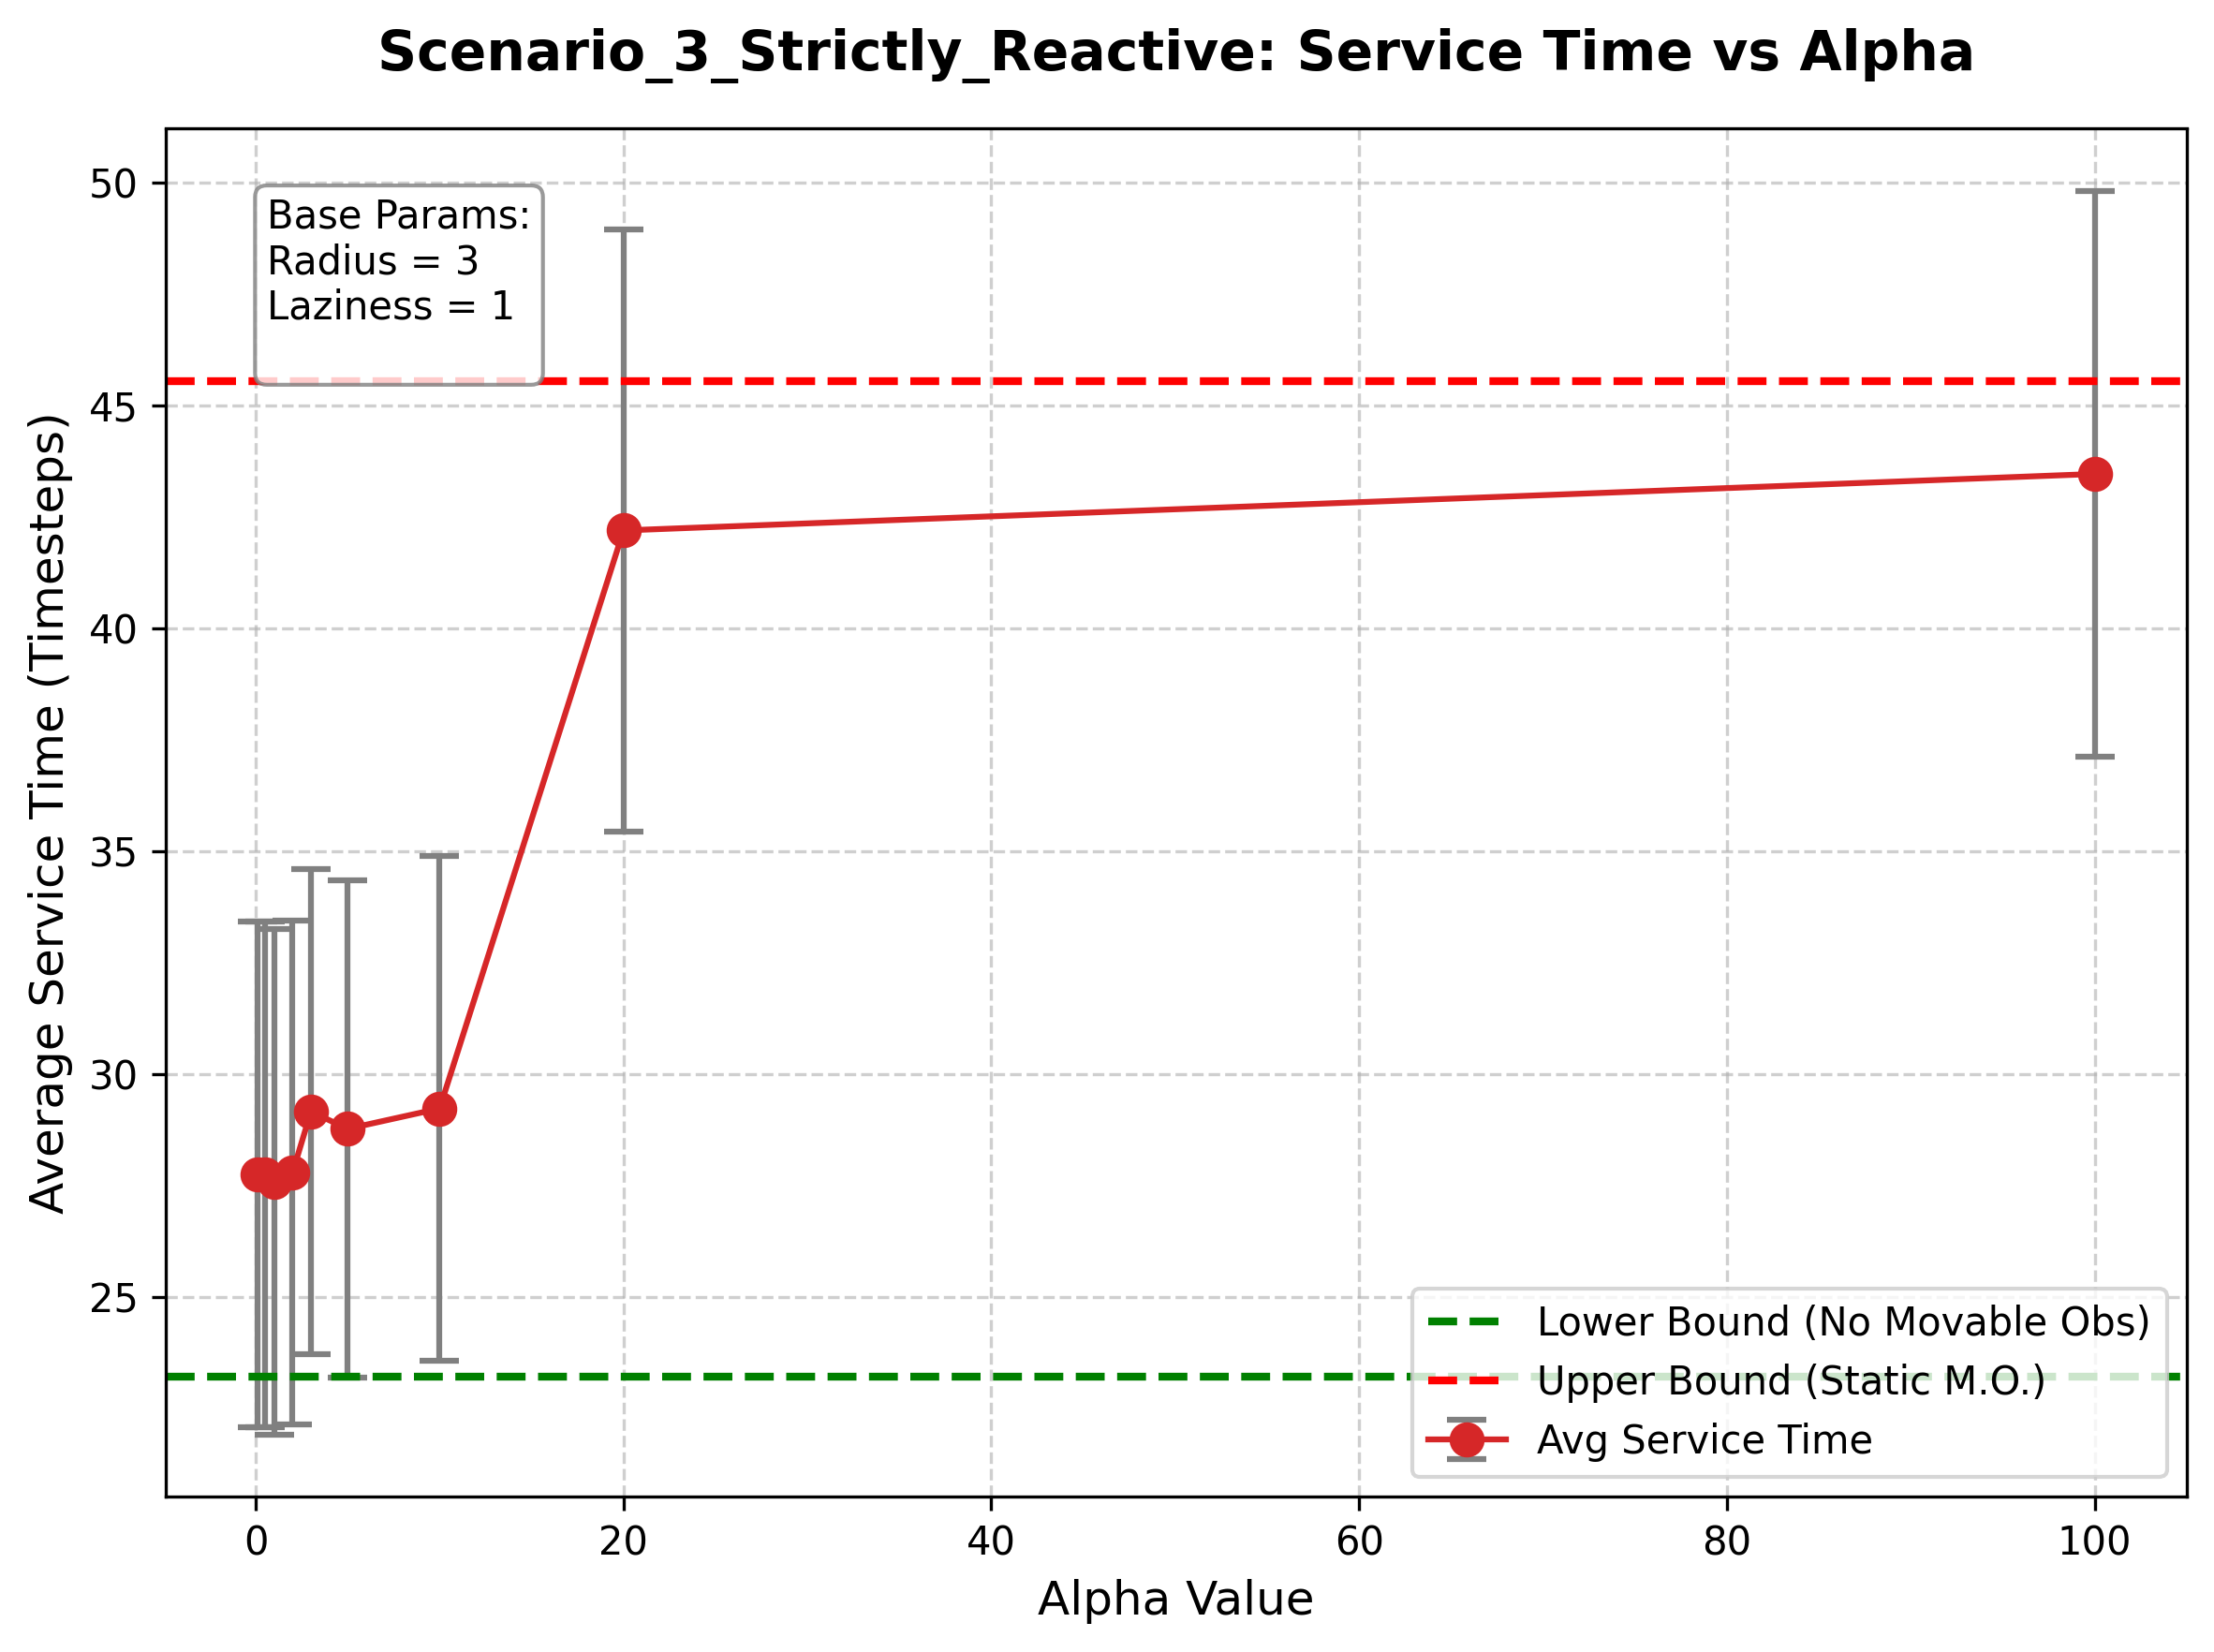 Scenario_3_Strictly_Reactive: Service Time vs Alpha
Average Service Time (Timesteps)
50
45
40
35
30
25
Base Params:
Radius = 3
Laziness = 1
Lower Bound (No Movable Obs)
Upper Bound (Static M.O.)
Avg Service Time
0 20 40 60 80 100
Alpha Value